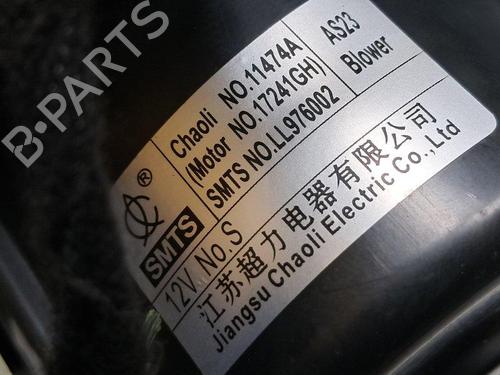 B-PARTS
Chaoli NO.11474A
(Motor NO.17241GH)
SMTS NO.LL976002
AS23
Blower
®
SMTS
12V No.S
江苏超力电器有限公司
Jiangsu Chaoli Electric Co.,Ltd